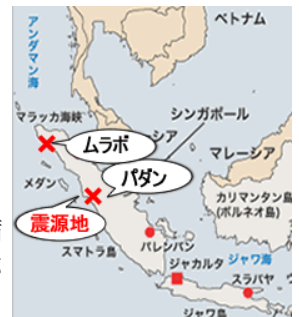 ベトナム
アンダマン海
シンガポール
マラッカ海峡
ムラボ
マレーシア
メダン
パダン
カリマンタン島
(ボルネオ島)
震源地
スマトラ島
パレンバン
ジャカルタ
ジャワ海
スラバヤ
ジャワ島